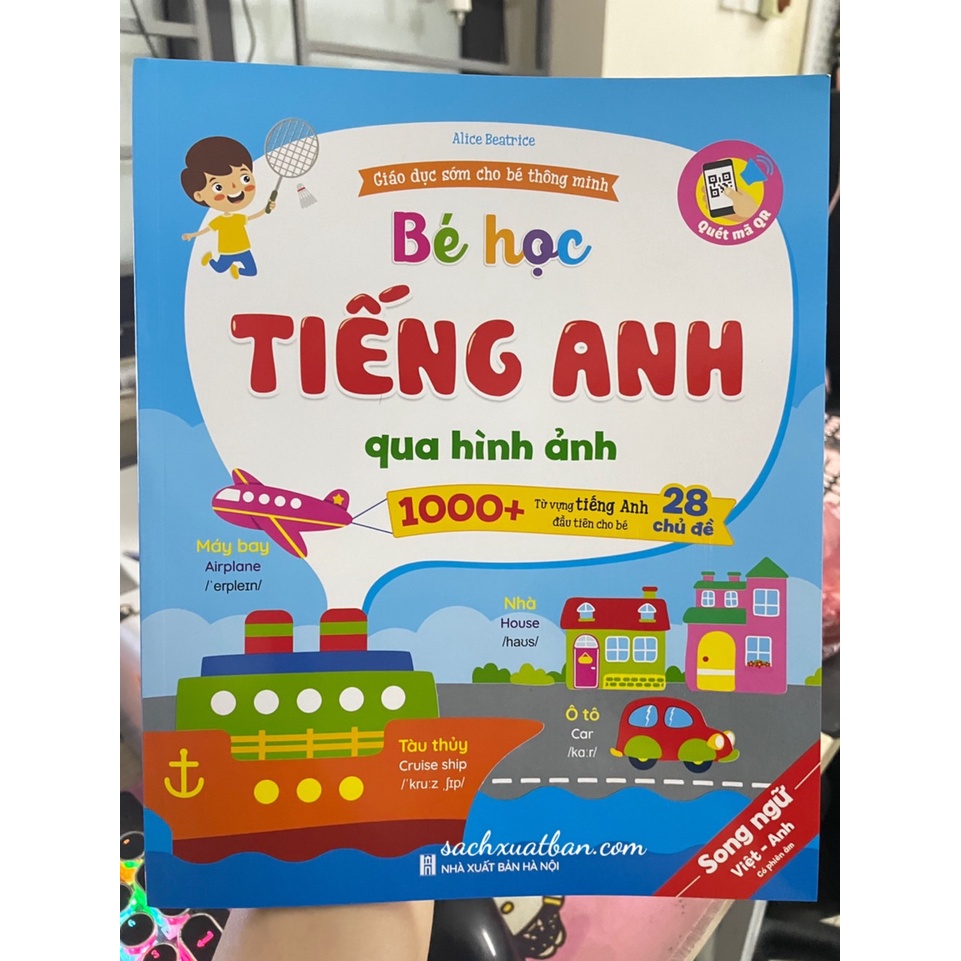 Alice Beatrice
Giáo dục sớm cho bé thông minh
Quét mã QR
Bé học
TIẾNG ANH
qua hình ảnh
1000+
Từ vựng tiếng Anh
đầu tiên cho bé
28
chủ đề
Máy bay
Airplane
/ˈerpleɪn/
Nhà
House
/haʊs/
Ô tô
Car
/kɑːr/
Tàu thủy
Cruise ship
/ˈkruːz ˌʃɪp/
Song ngữ
Việt - Anh
Có phiên âm
sachxuatban.com
NHÀ XUẤT BẢN HÀ NỘI